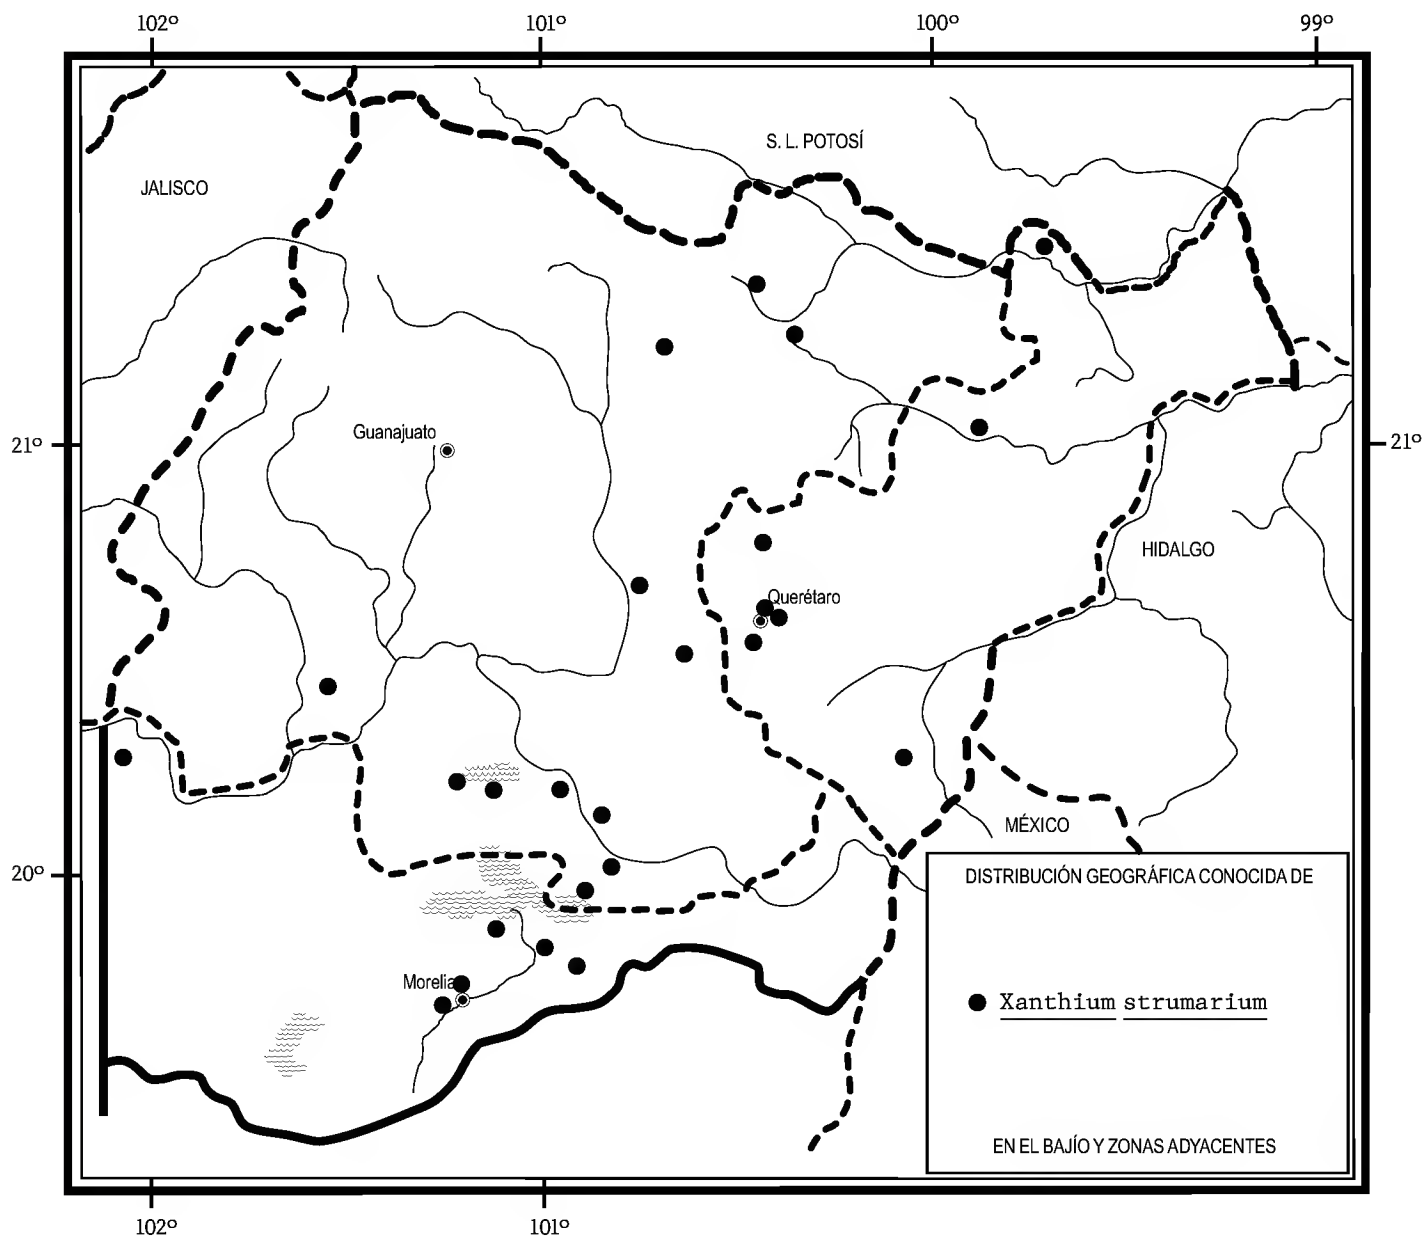 102º 101º 100º 99º
S. L. POTOSÍ
JALISCO
Guanajuato
21º 21º
HIDALGO
Querétaro
MÉXICO
20º
DISTRIBUCIÓN GEOGRÁFICA CONOCIDA DE
Morelia
Xanthium strumarium
EN EL BAJÍO Y ZONAS ADYACENTES
102º 101º